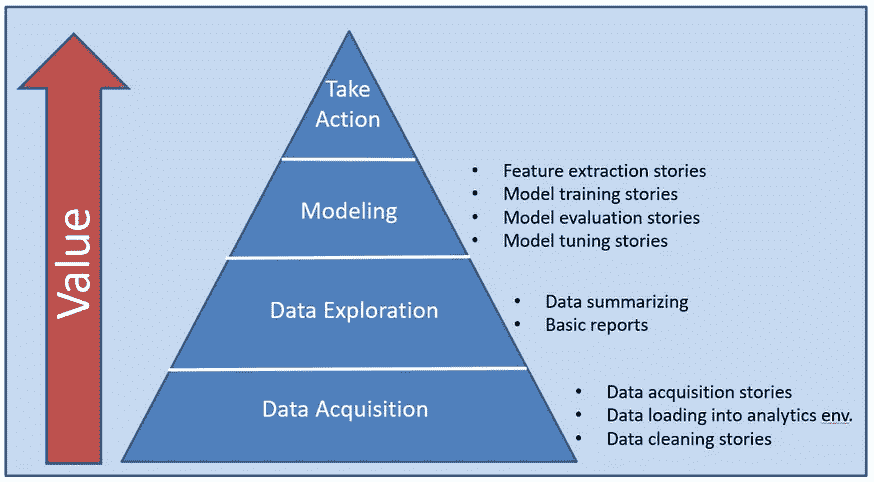 Value
Take
Action
Modeling
• Feature extraction stories
• Model training stories
• Model evaluation stories
• Model tuning stories
Data Exploration
• Data summarizing
• Basic reports
Data Acquisition
• Data acquisition stories
• Data loading into analytics env.
• Data cleaning stories